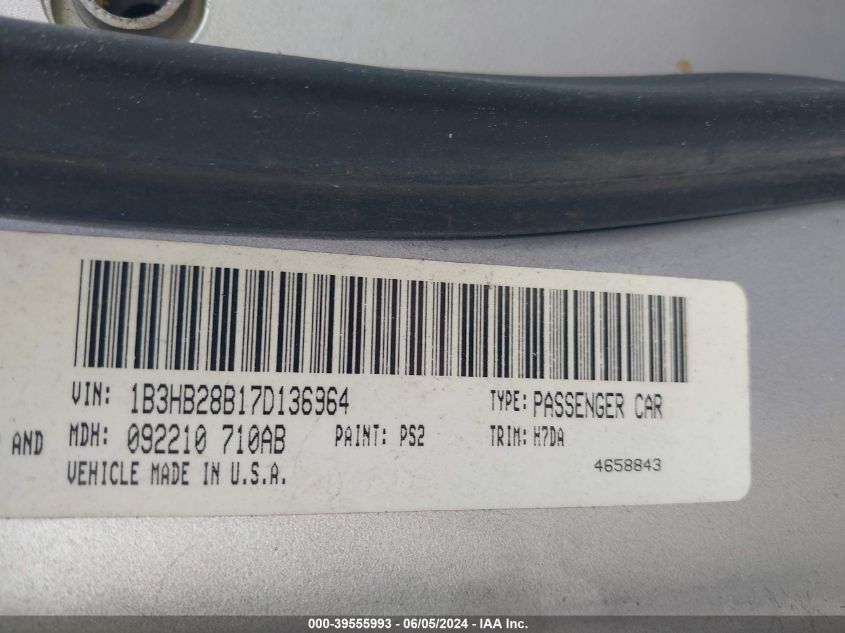 VIN: 1B3HB28B17D136964 TYPE: PASSENGER CAR
AND MDH: 092210 710AB PAINT: PS2 TRIM: H7DA
VEHICLE MADE IN U.S.A. 4658843
000-39555993 - 06/05/2024 - IAA Inc.